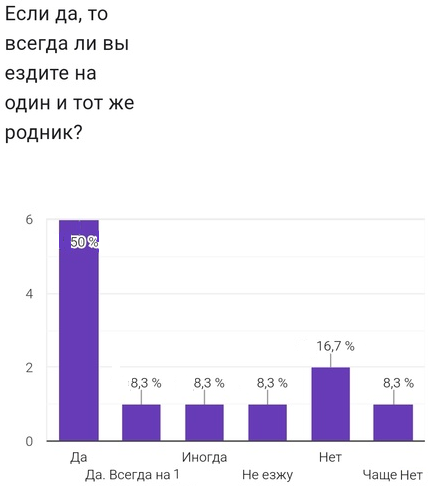 Если да, то
всегда ли вы
ездите на
один и тот же
родник?
6
50 %
4
16,7 %
2
8,3 % 8,3 % 8,3 % 8,3 %
0
Да Иногда Нет
Да. Всегда на 1 Не езжу Чаще Нет